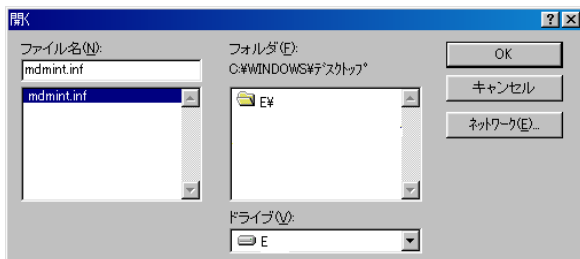 開く
ファイル名(N):
mdmint.inf
mdmint.inf
フォルダ(F):
C:¥WINDOWS¥ﾃﾞｽｸﾄｯﾌﾟ
E¥
ドライブ(V):
E
OK
キャンセル
ﾈｯﾄﾜｰｸ(E)...